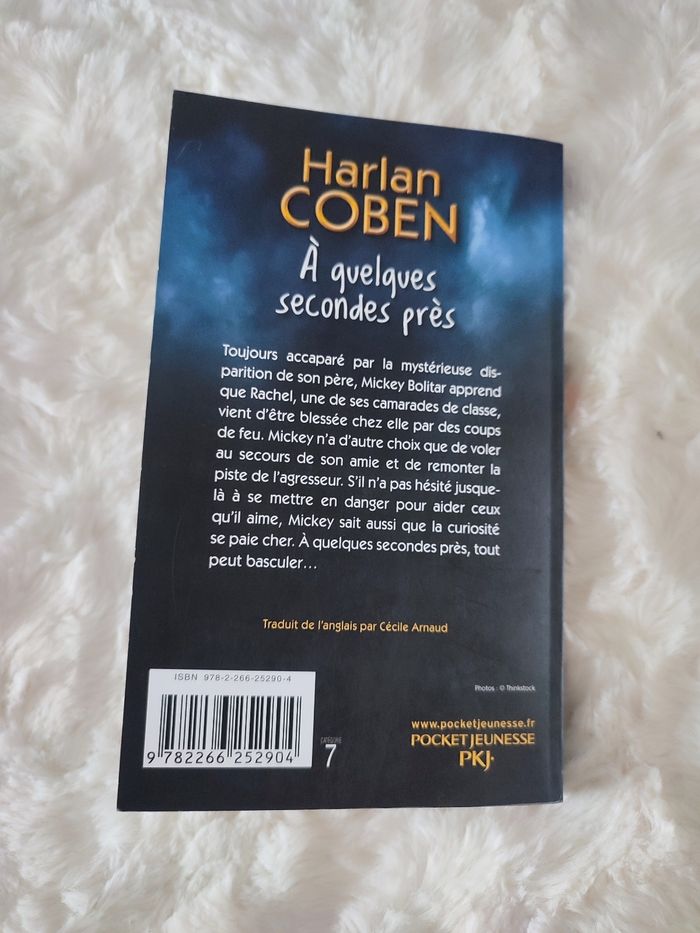 Harlan
COBEN
À quelques
secondes près
Toujours accaparé par la mystérieuse dis-
parition de son père, Mickey Bolitar apprend
que Rachel, une de ses camarades de classe,
vient d'être blessée chez elle par des coups
de feu. Mickey n'a d'autre choix que de voler
au secours de son amie et de remonter la
piste de l'agresseur. S'il n'a pas hésité jusque-
là à se mettre en danger pour aider ceux
qu'il aime, Mickey sait aussi que la curiosité
se paie cher. À quelques secondes près, tout
peut basculer…
Traduit de l'anglais par Cécile Arnaud
ISBN 978-2-266-25290-4
9 782266 252904
CATÉGORIE
7
Photos : © Thinkstock
www.pocketjeunesse.fr
POCKET JEUNESSE
PKJ·